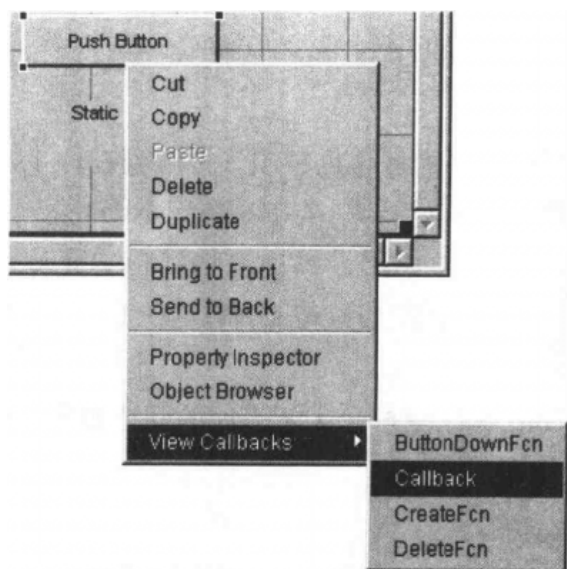 Push Button
Static
Cut
Copy
Paste
Delete
Duplicate
Bring to Front
Send to Back
Property Inspector
Object Browser
View Callbacks
ButtonDownFcn
Callback
CreateFcn
DeleteFcn